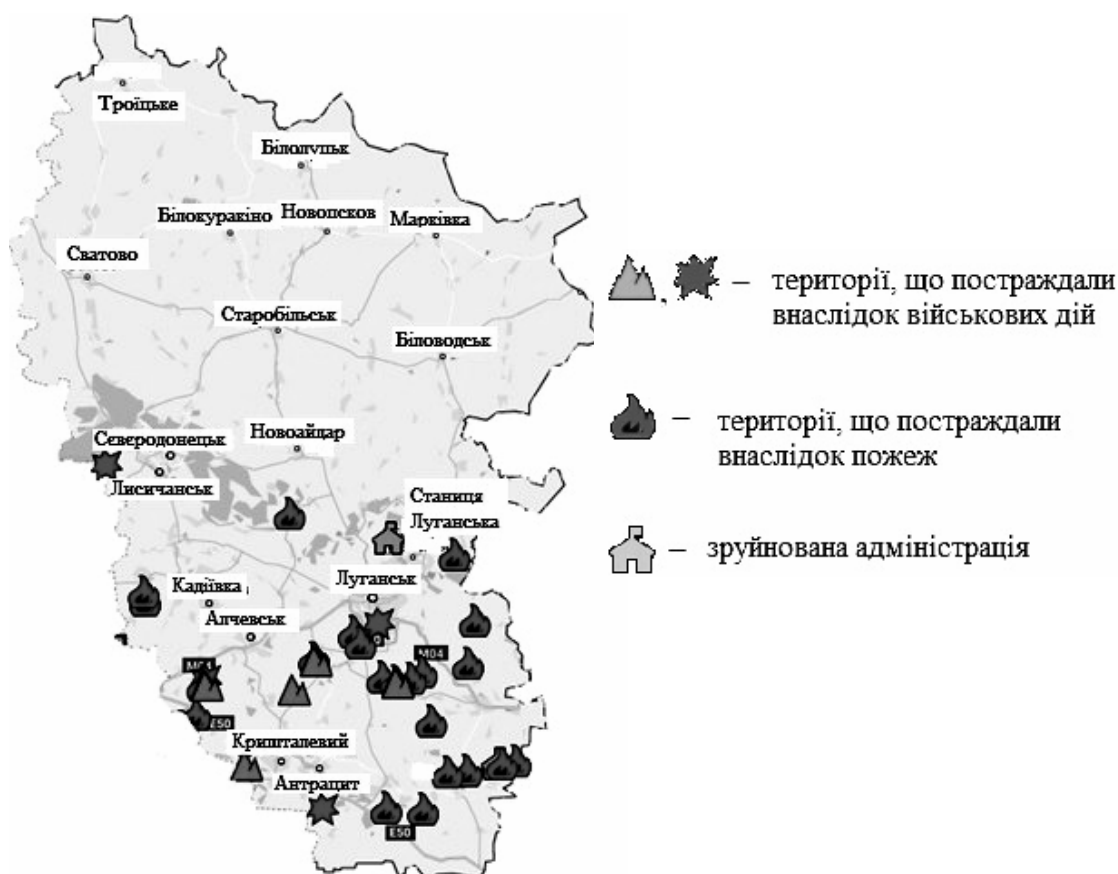 Троїцьке
Білолуцьк
Білокуракіно
Новопсков
Марківка
Сватово
Старобільськ
Біловодськ
Сєвєродонецьк
Новоайдар
Лисичанськ
Станиця
Луганська
Кадіївка
Луганськ
Алчевськ
M04
E50
Кришталевий
Антрацит
E50
, – території, що постраждали
внаслідок військових дій
– території, що постраждали
внаслідок пожеж
– зруйнована адміністрація